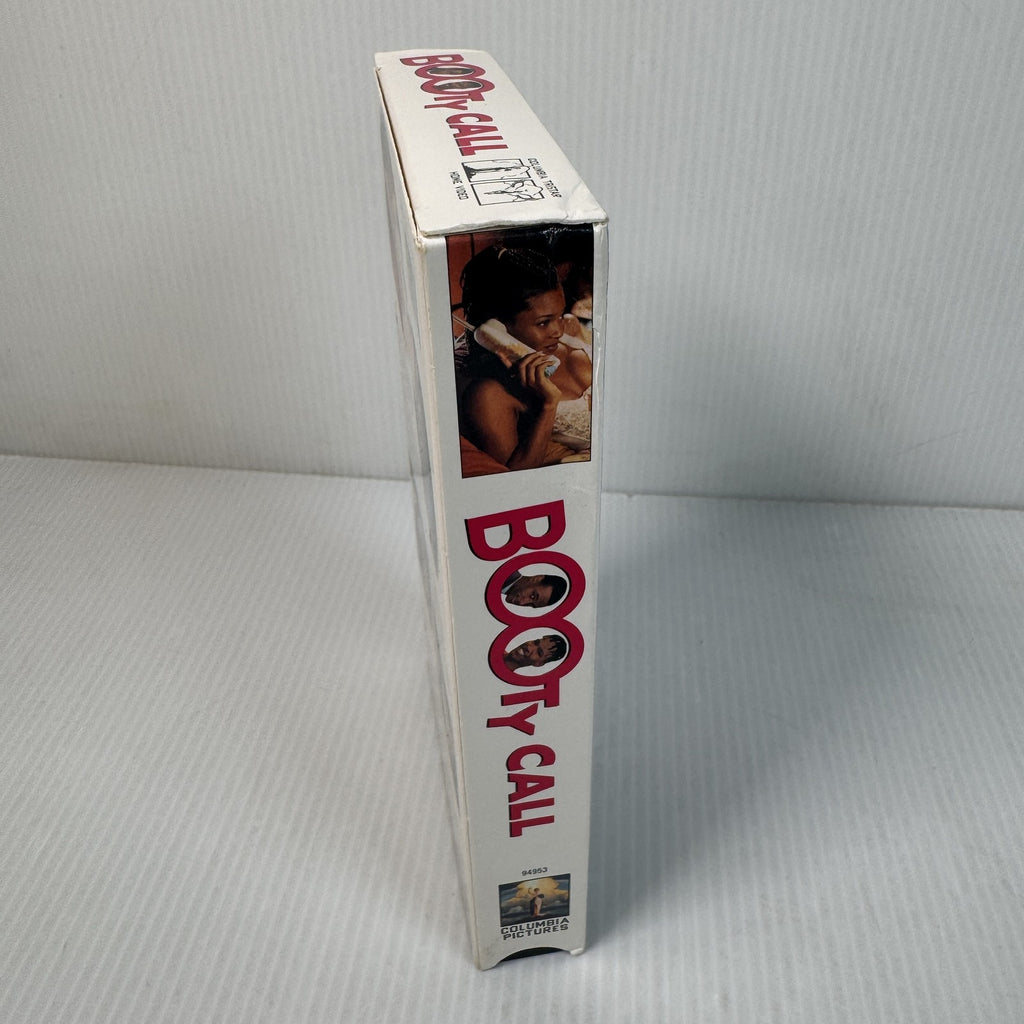 BOOTY CALL
COLUMBIA TRISTAR
HOME VIDEO
BOOTY CALL
94953
COLUMBIA
PICTURES